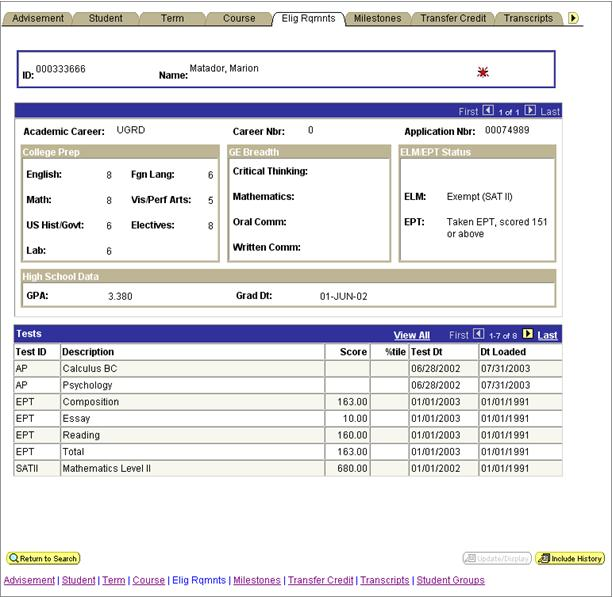 Advisement Student Term Course Elig Rqmnts Milestones Transfer Credit Transcripts
ID: 000333666 Name: Matador, Marion
First 1 of 1 Last
Academic Career: UGRD Career Nbr: 0 Application Nbr: 00074989
College Prep GE Breadth ELM/EPT Status
English: 8 Fgn Lang: 6 Critical Thinking:
Math: 8 Vis/Perf Arts: 5 Mathematics: ELM: Exempt (SAT II)
US Hist/Govt: 6 Electives: 8 Oral Comm: EPT: Taken EPT, scored 151
or above
Lab: 6 Written Comm:
High School Data
GPA: 3.380 Grad Dt: 01-JUN-02
Tests View All First 1-7 of 8 Last
Test ID Description Score %tile Test Dt Dt Loaded
AP Calculus BC 06/28/2002 07/31/2003
AP Psychology 06/28/2002 07/31/2003
EPT Composition 163.00 01/01/2003 01/01/1991
EPT Essay 10.00 01/01/2003 01/01/1991
EPT Reading 160.00 01/01/2003 01/01/1991
EPT Total 163.00 01/01/2003 01/01/1991
SATII Mathematics Level II 680.00 01/01/2002 01/01/1991
Return to Search Update/Display Include History
Advisement | Student | Term | Course | Elig Rqmnts | Milestones | Transfer Credit | Transcripts | Student Groups